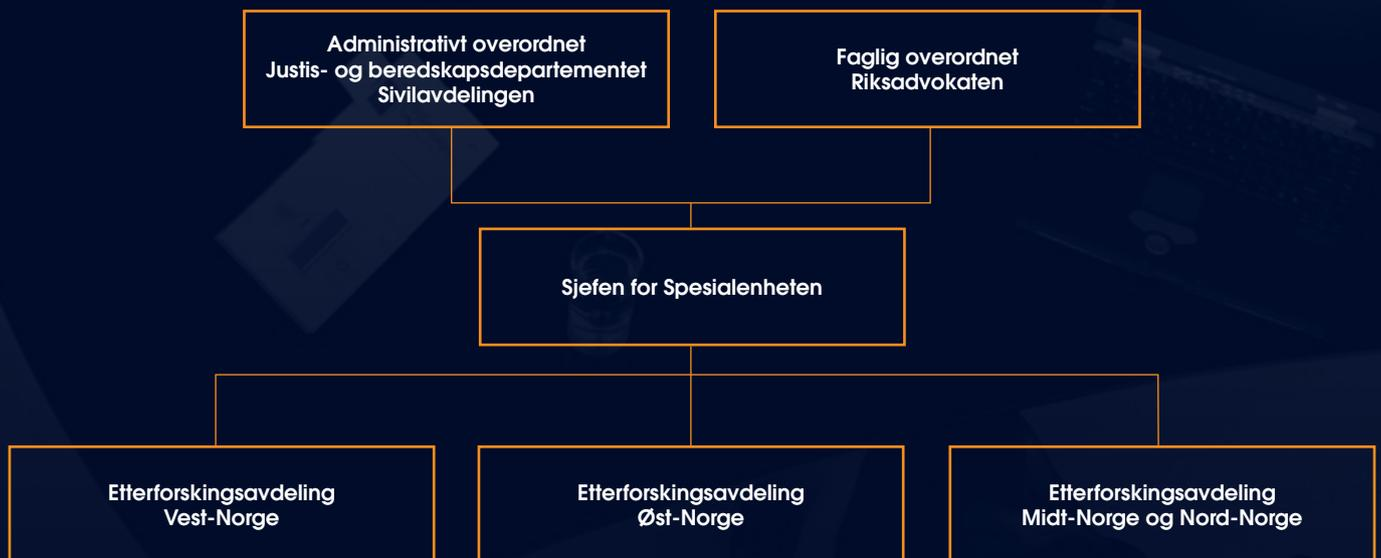 Administrativt overordnet
Justis- og beredskapsdepartementet
Sivilavdelingen
Faglig overordnet
Riksadvokaten
Sjefen for Spesialenheten
Etterforskingsavdeling
Vest-Norge
Etterforskingsavdeling
Øst-Norge
Etterforskingsavdeling
Midt-Norge og Nord-Norge